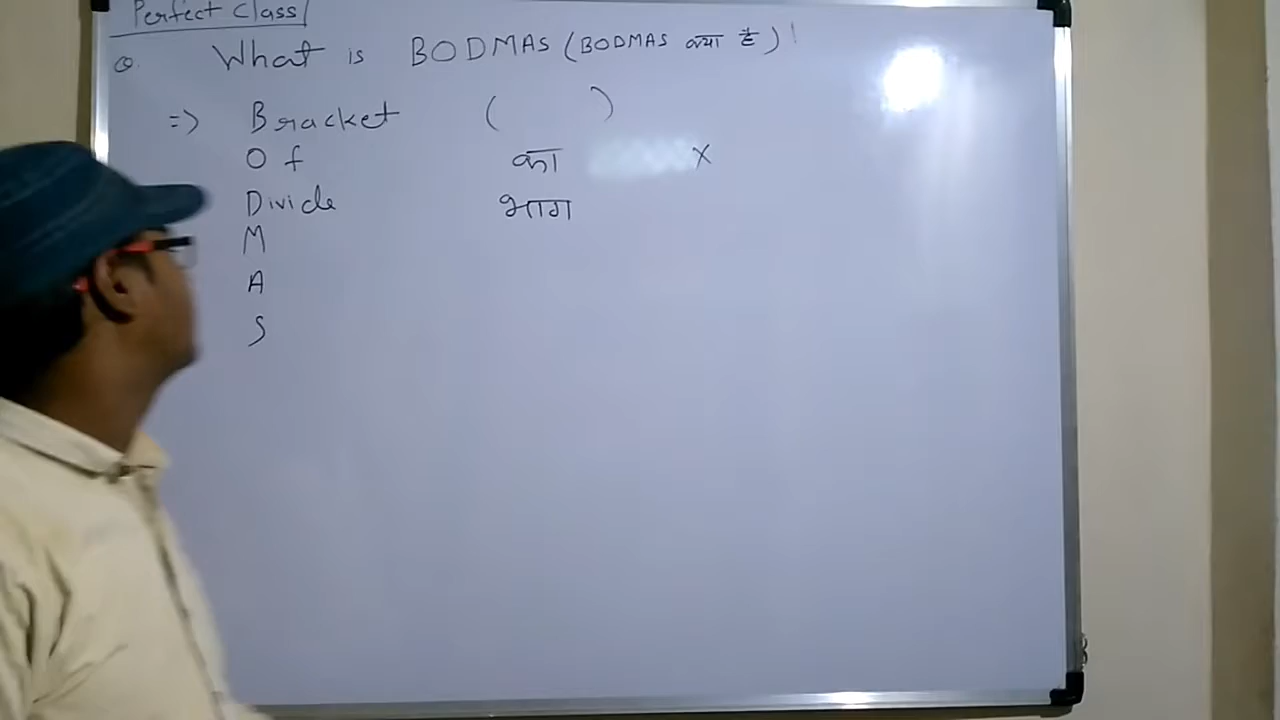 Perfect Class
Q. What is BODMAS (BODMAS क्या है)
=> Bracket ( )
Of का ×
Divide भाग
M
A
S